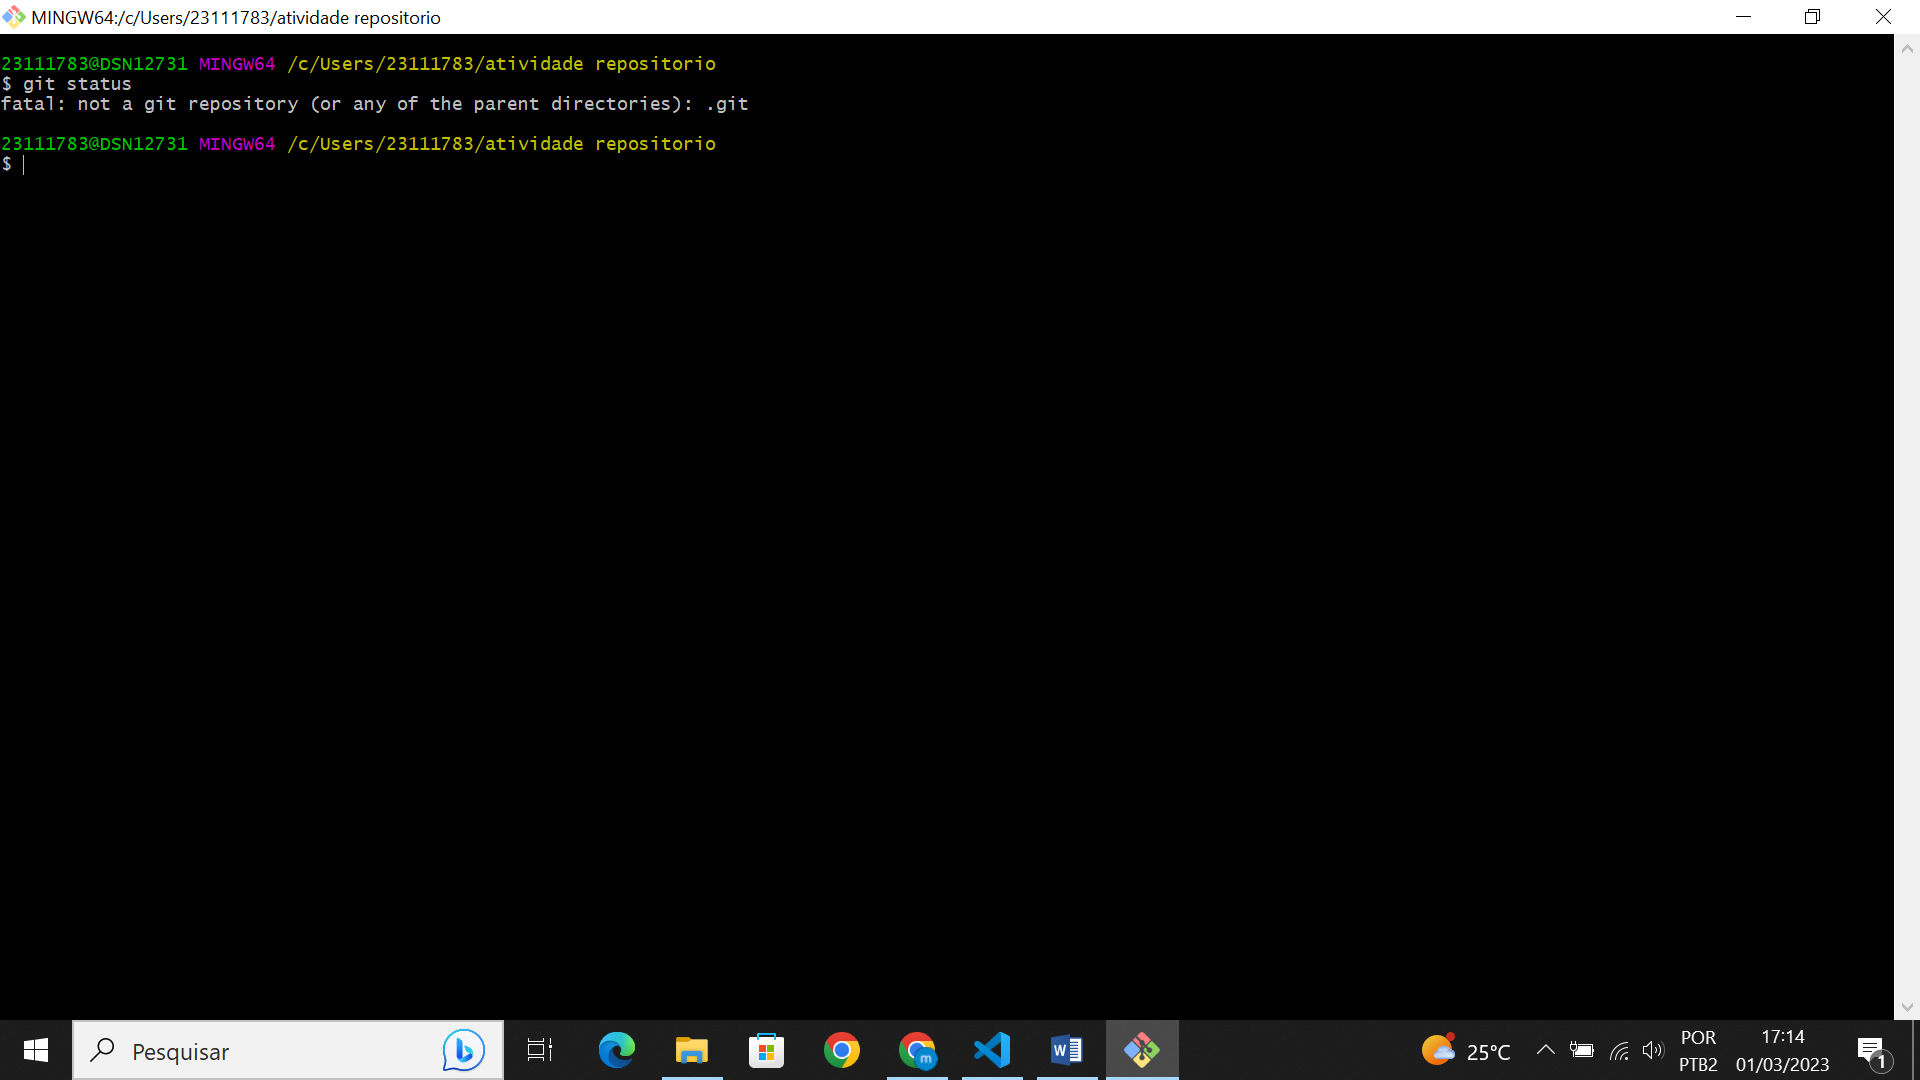 MINGW64:/c/Users/23111783/atividade repositorio
23111783@DSN12731 MINGW64 /c/Users/23111783/atividade repositorio
$ git status
fatal: not a git repository (or any of the parent directories): .git
23111783@DSN12731 MINGW64 /c/Users/23111783/atividade repositorio
$
Pesquisar
m
W
25°C
POR
PTB2
17:14
01/03/2023
1